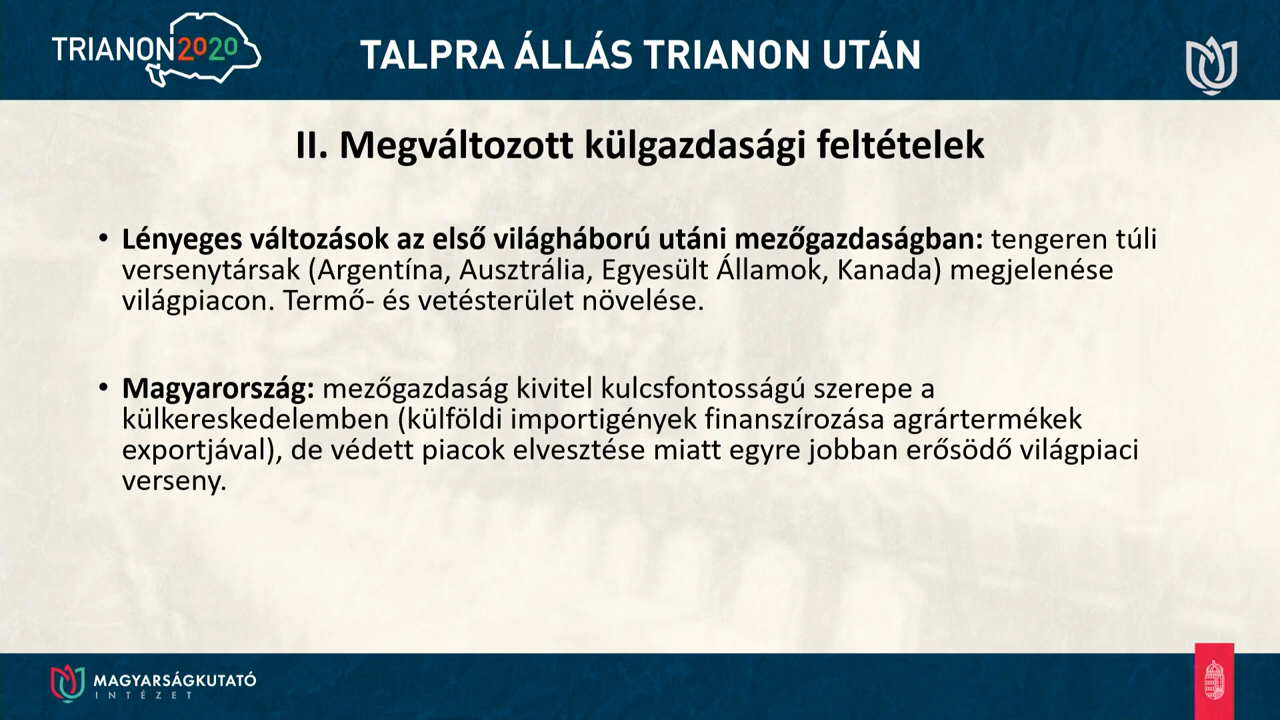 TRIANON2020
TALPRA ÁLLÁS TRIANON UTÁN
II. Megváltozott külgazdasági feltételek
• Lényeges változások az első világháború utáni mezőgazdaságban: tengeren túli
versenytársak (Argentína, Ausztrália, Egyesült Államok, Kanada) megjelenése
világpiacon. Termő- és vetésterület növelése.
• Magyarország: mezőgazdaság kivitel kulcsfontosságú szerepe a
külkereskedelemben (külföldi importigények finanszírozása agrártermékek
exportjával), de védett piacok elvesztése miatt egyre jobban erősödő világpiaci
verseny.
MAGYARSÁGKUTATÓ
INTÉZET